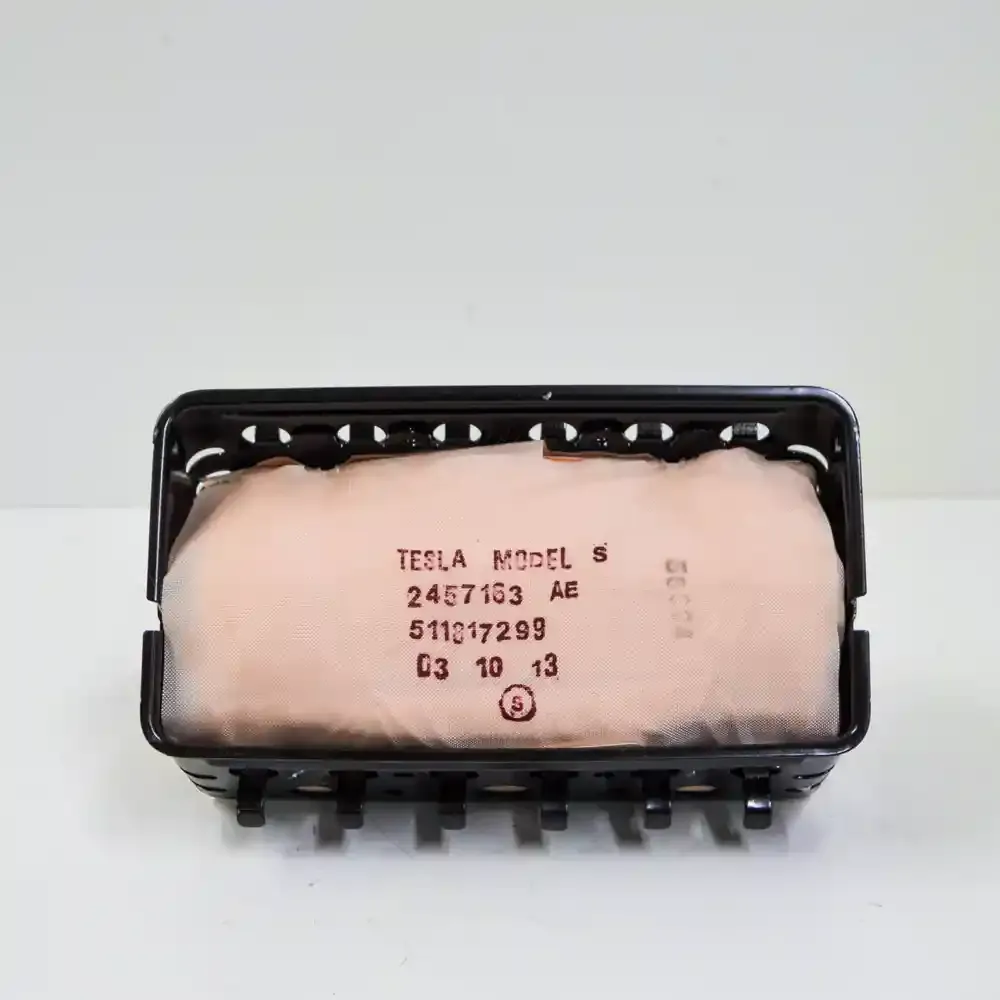 TESLA MODEL S
2457163 AE
511817299
03 10 13
S